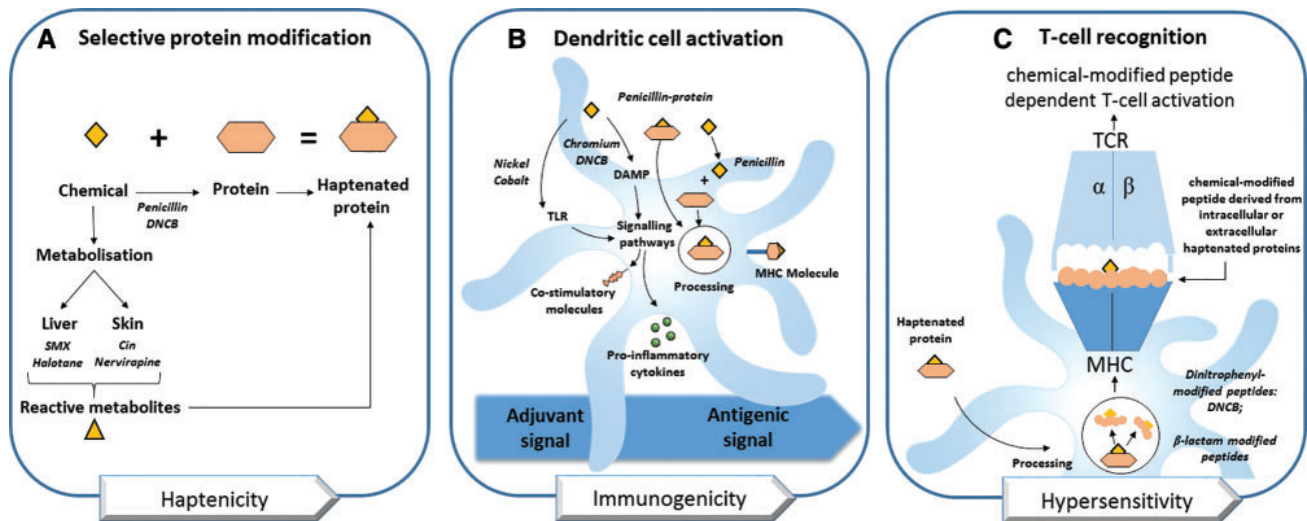 A
Selective protein modification
+
=
Chemical
Penicillin
DNCB
Protein
Haptenated
protein
Metabolisation
Liver
SMX
Halotane
Skin
Cin
Nervirapine
Reactive metabolites
Haptenicity
B
Dendritic cell activation
Penicillin-protein
Nickel
Cobalt
Chromium
DNCB
DAMP
Penicillin
+
TLR
Signalling
pathways
Co-stimulatory
molecules
Processing
MHC Molecule
Pro-inflammatory
cytokines
Adjuvant
signal
Antigenic
signal
Immunogenicity
C
T-cell recognition
chemical-modified peptide
dependent T-cell activation
TCR
α
β
chemical-modified
peptide derived from
intracellular or
extracellular
haptenated proteins
Haptenated
protein
MHC
Dinitrophenyl-
modified peptides:
DNCB;
β-lactam modified
peptides
Processing
Hypersensitivity